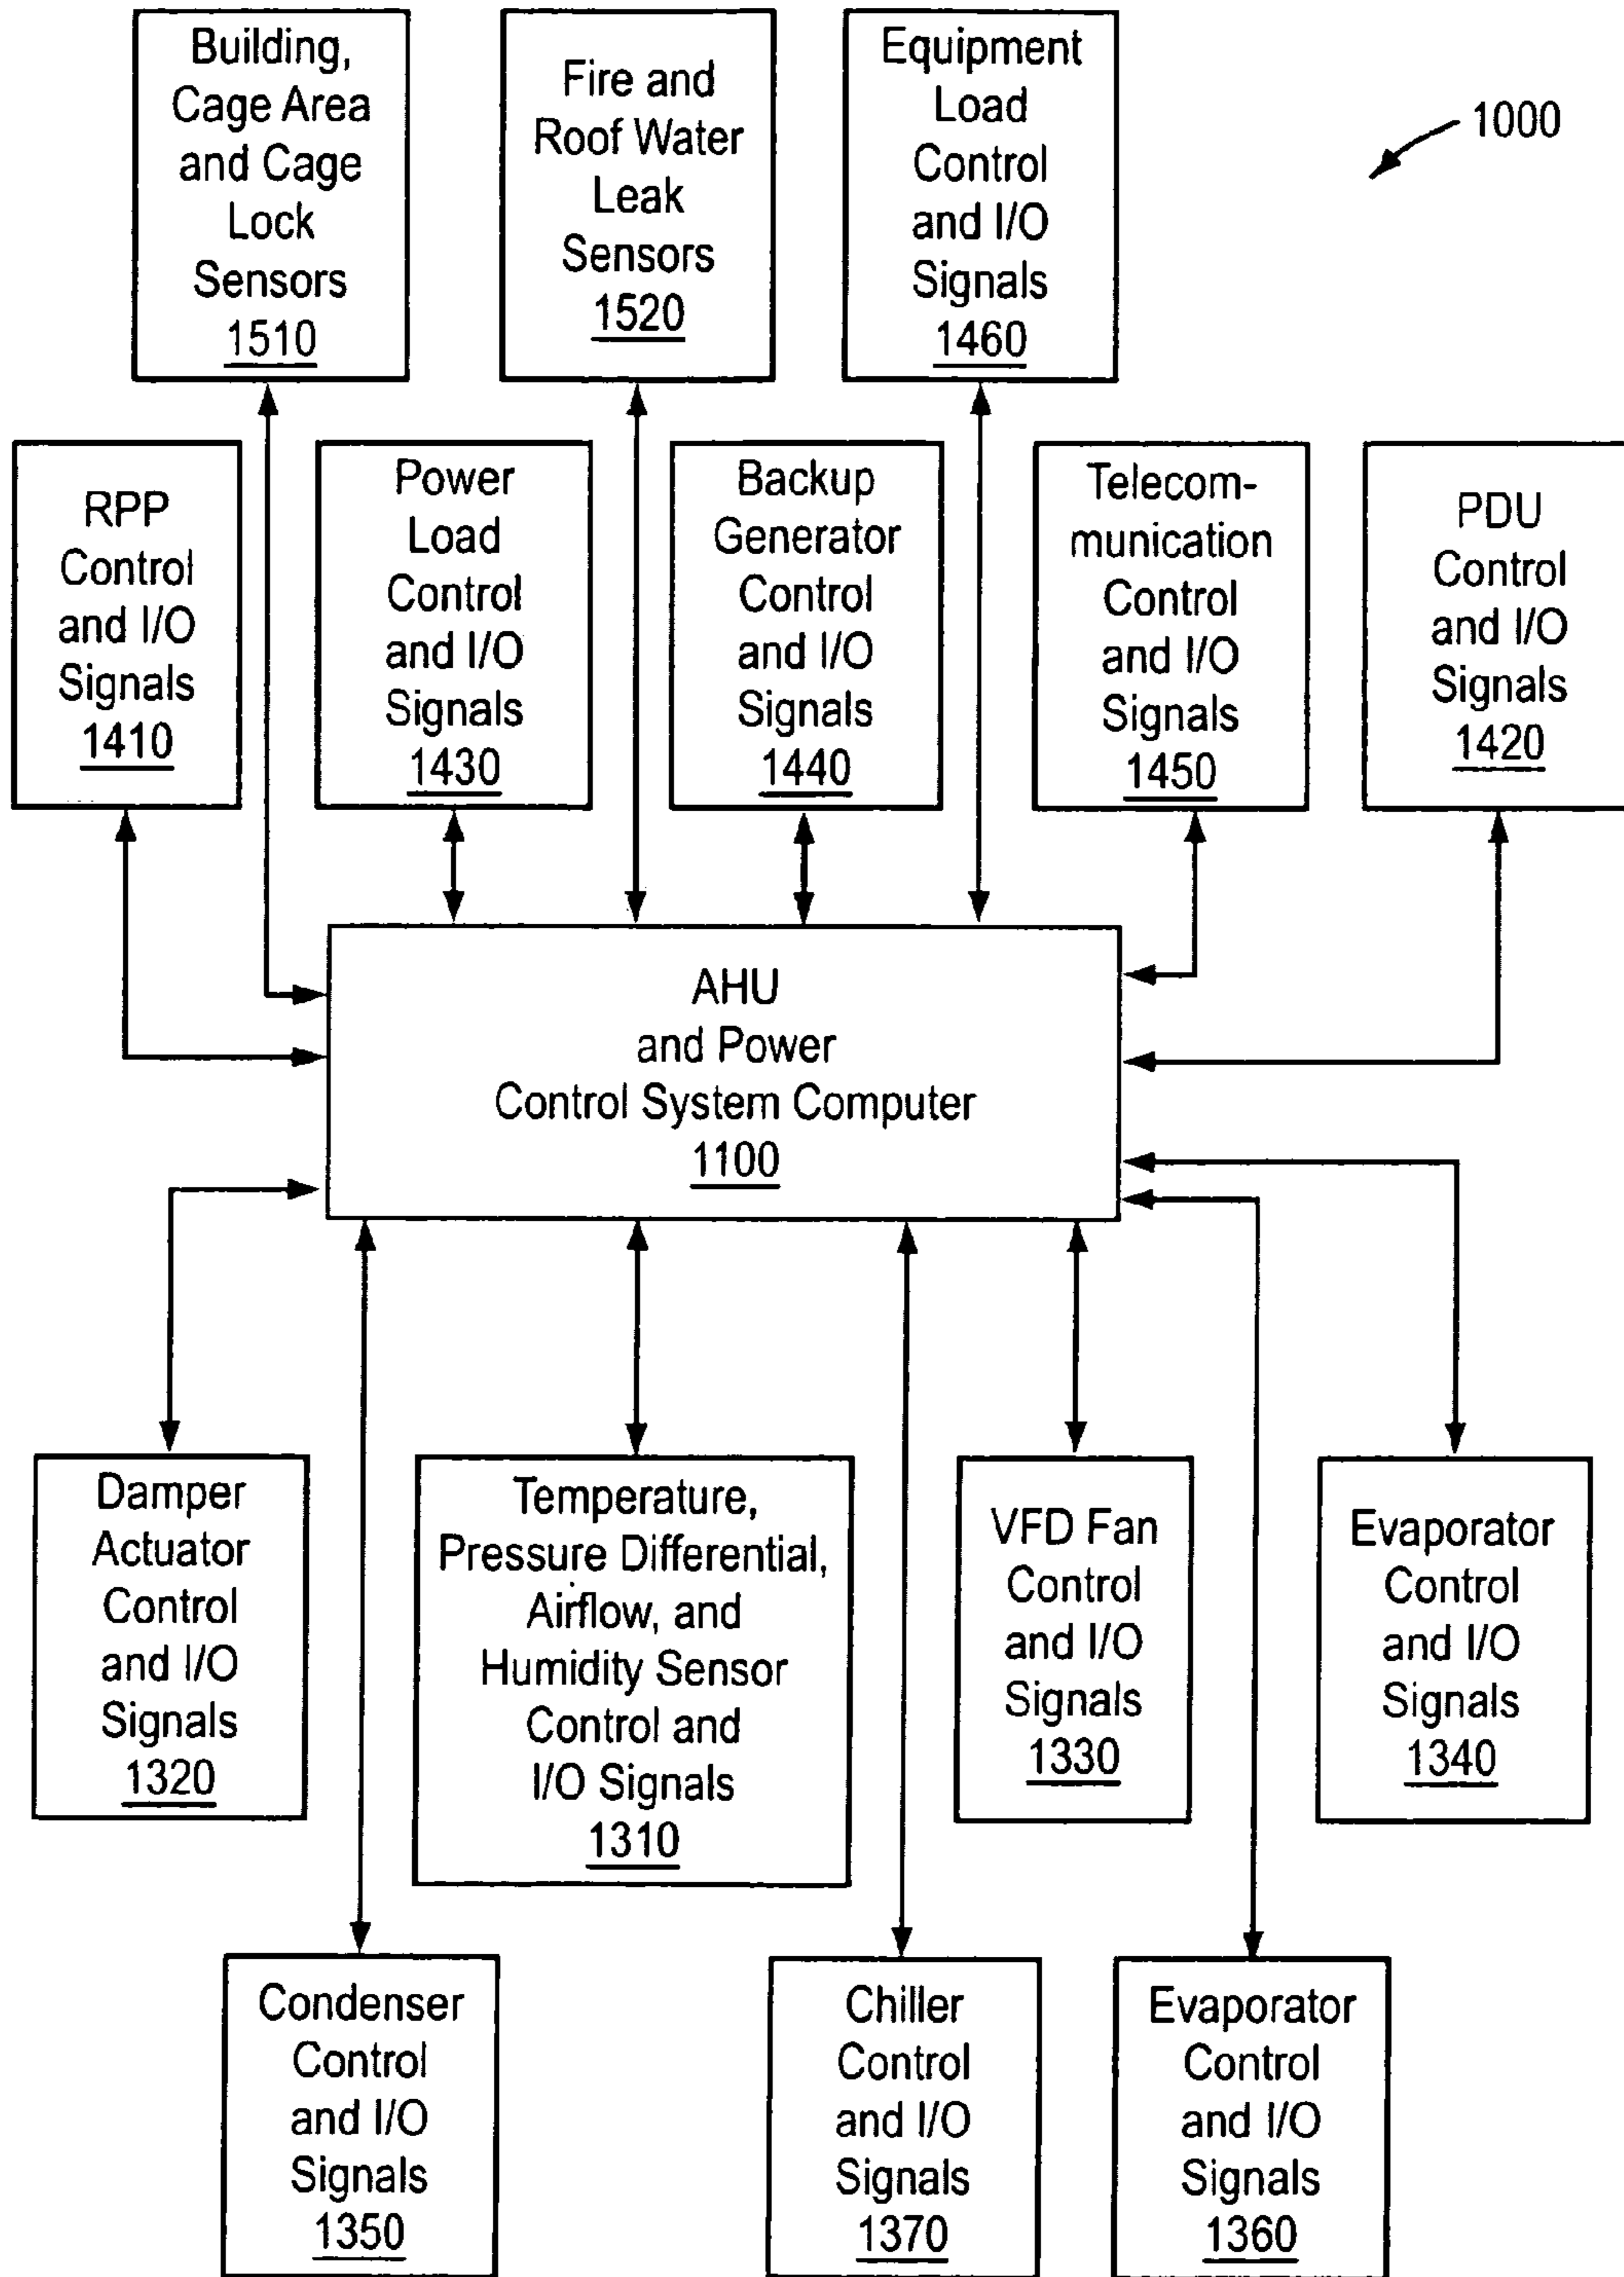 Building,
Cage Area
and Cage
Lock
Sensors
1510
Fire and
Roof Water
Leak
Sensors
1520
Equipment
Load
Control
and I/O
Signals
1460
1000
RPP
Control
and I/O
Signals
1410
Power
Load
Control
and I/O
Signals
1430
Backup
Generator
Control
and I/O
Signals
1440
Telecom-
munication
Control
and I/O
Signals
1450
PDU
Control
and I/O
Signals
1420
AHU
and Power
Control System Computer
1100
Damper
Actuator
Control
and I/O
Signals
1320
Temperature,
Pressure Differential,
Airflow, and
Humidity Sensor
Control and
I/O Signals
1310
VFD Fan
Control
and I/O
Signals
1330
Evaporator
Control
and I/O
Signals
1340
Condenser
Control
and I/O
Signals
1350
Chiller
Control
and I/O
Signals
1370
Evaporator
Control
and I/O
Signals
1360